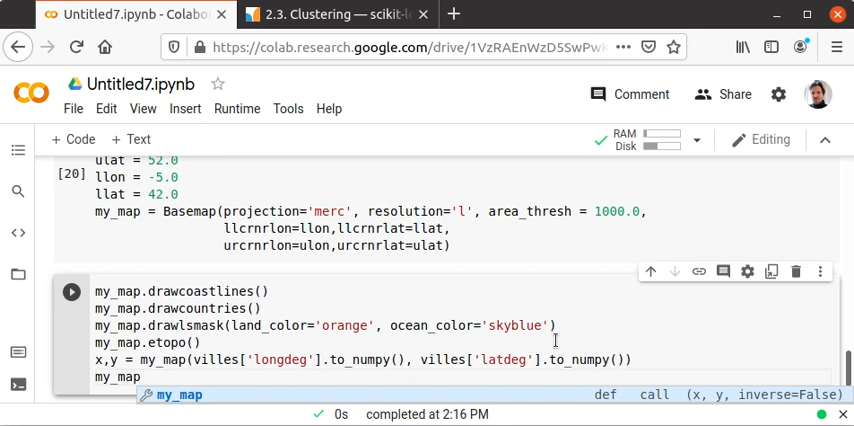 Untitled7.ipynb - Colabo
2.3. Clustering — scikit-le
https://colab.research.google.com/drive/1VzRAEnWzD5SwPwK
Untitled7.ipynb
Comment
Share
File Edit View Insert Runtime Tools Help
+ Code + Text
RAM
Disk
Editing
ulat = 52.0
[20] llon = -5.0
llat = 42.0
my_map = Basemap(projection='merc', resolution='l', area_thresh = 1000.0,
llcrnrlon=llon,llcrnrlat=llat,
urcrnrlon=ulon,urcrnrlat=ulat)
my_map.drawcoastlines()
my_map.drawcountries()
my_map.drawlsmask(land_color='orange', ocean_color='skyblue')
my_map.etopo()
x,y = my_map(villes['longdeg'].to_numpy(), villes['latdeg'].to_numpy())
my_map
my_map def call (x, y, inverse=False)
0s completed at 2:16 PM